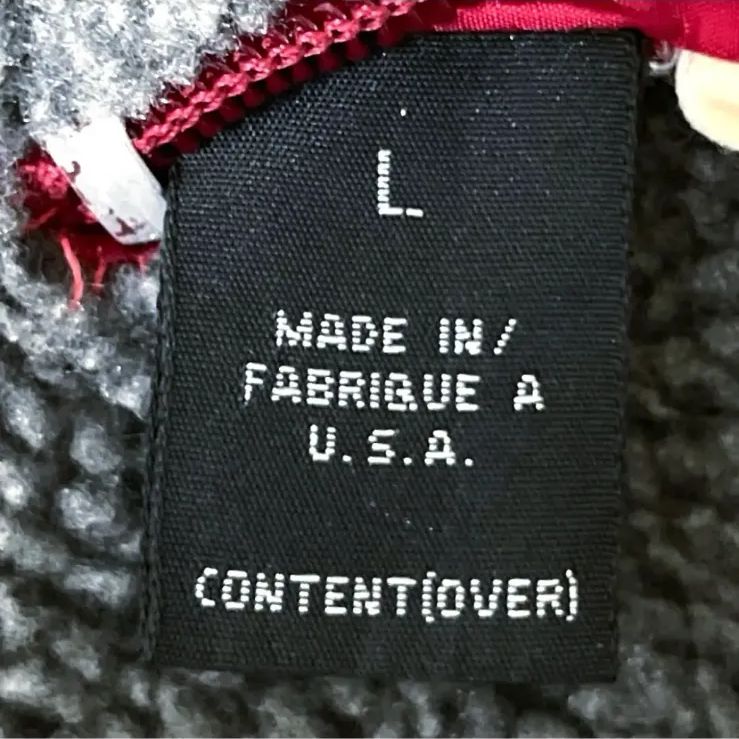 L
MADE IN/
FABRIQUE A
U.S.A.
CONTENT(OVER)